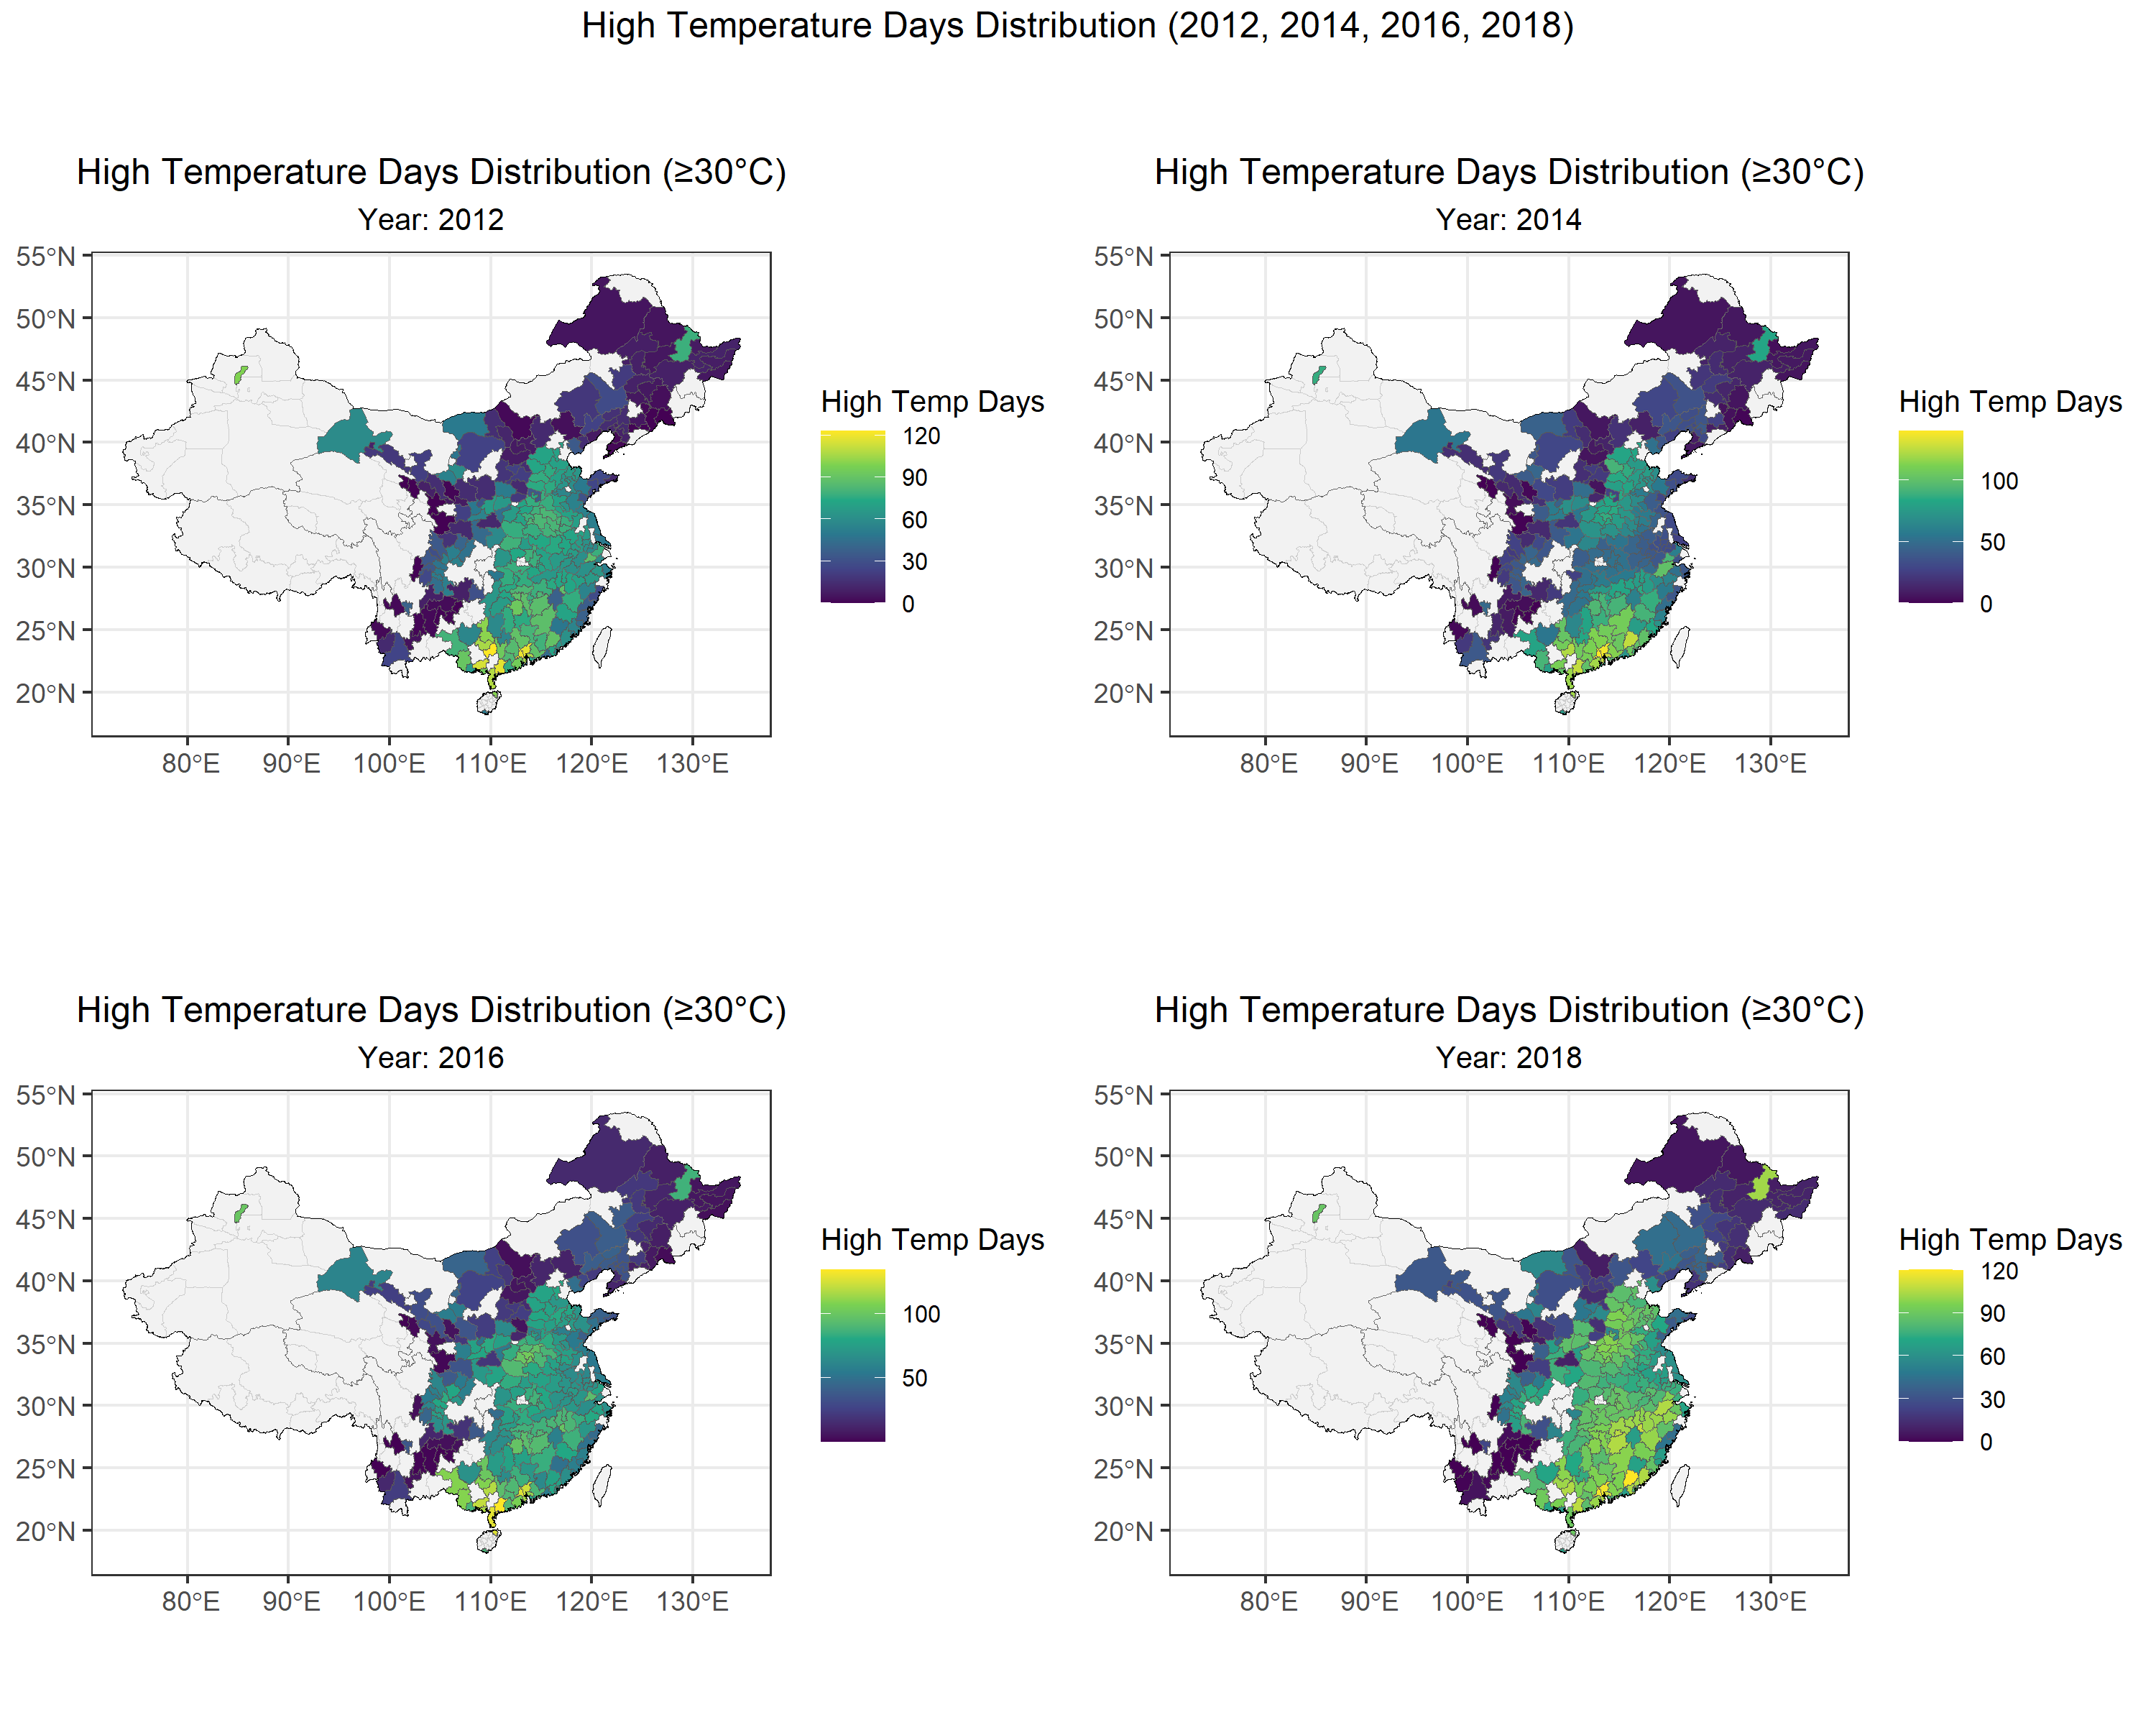 High Temperature Days Distribution (2012, 2014, 2016, 2018)
High Temperature Days Distribution (≥30°C)
Year: 2012
55°N
50°N
45°N
40°N
35°N
30°N
25°N
20°N
80°E 90°E 100°E 110°E 120°E 130°E
High Temp Days
120
90
60
30
0
High Temperature Days Distribution (≥30°C)
Year: 2014
55°N
50°N
45°N
40°N
35°N
30°N
25°N
20°N
80°E 90°E 100°E 110°E 120°E 130°E
High Temp Days
100
50
0
High Temperature Days Distribution (≥30°C)
Year: 2016
55°N
50°N
45°N
40°N
35°N
30°N
25°N
20°N
80°E 90°E 100°E 110°E 120°E 130°E
High Temp Days
100
50
High Temperature Days Distribution (≥30°C)
Year: 2018
55°N
50°N
45°N
40°N
35°N
30°N
25°N
20°N
80°E 90°E 100°E 110°E 120°E 130°E
High Temp Days
120
90
60
30
0